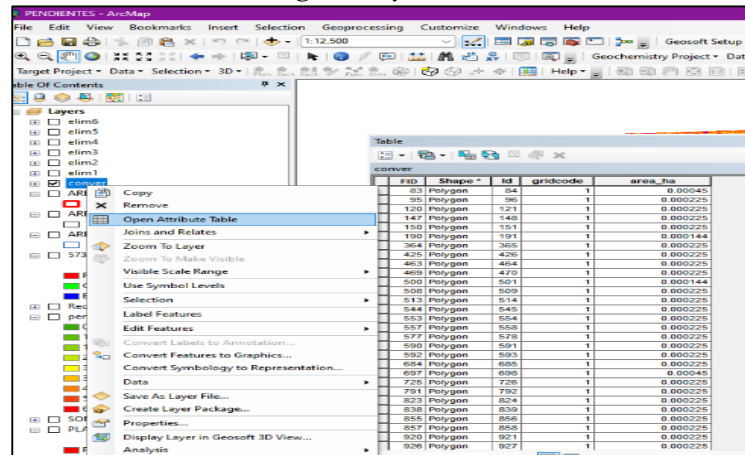 PENDIENTES - ArcMap
File Edit View Bookmarks Insert Selection Geoprocessing Customize Windows Help
1:12,500
Geosoft Setup
Geochemistry Project Dat
Target Project Data Selection 3D Help
ble Of Contents
Layers
elim6
elim5
elim4
elim3
elim2
elim1
conver
ARE
ARE
ARE
573
Rec
per
SO
PLA
Copy
Remove
Open Attribute Table
Joins and Relates
Zoom To Layer
Zoom To Make Visible
Visible Scale Range
Use Symbol Levels
Selection
Label Features
Edit Features
Convert Labels to Annotation...
Convert Features to Graphics...
Convert Symbology to Representation...
Data
Save As Layer File...
Create Layer Package...
Properties...
Display Layer in Geosoft 3D View...
Analysis
Table
conver
FID Shape * Id gridcode area_ha
83 Polygon 84 1 0.00045
95 Polygon 96 1 0.000225
120 Polygon 121 1 0.000225
147 Polygon 148 1 0.000225
150 Polygon 151 1 0.000225
190 Polygon 191 1 0.000144
364 Polygon 365 1 0.000225
425 Polygon 426 1 0.000225
463 Polygon 464 1 0.000225
469 Polygon 470 1 0.000225
500 Polygon 501 1 0.000144
508 Polygon 509 1 0.000225
513 Polygon 514 1 0.000225
544 Polygon 545 1 0.000225
553 Polygon 554 1 0.000225
557 Polygon 558 1 0.000225
577 Polygon 578 1 0.000225
590 Polygon 591 1 0.000225
592 Polygon 593 1 0.000225
684 Polygon 685 1 0.000225
697 Polygon 698 1 0.00045
725 Polygon 726 1 0.000225
791 Polygon 792 1 0.000225
823 Polygon 824 1 0.000225
838 Polygon 839 1 0.000225
855 Polygon 856 1 0.000225
857 Polygon 858 1 0.000225
920 Polygon 921 1 0.000225
926 Polygon 927 1 0.000225